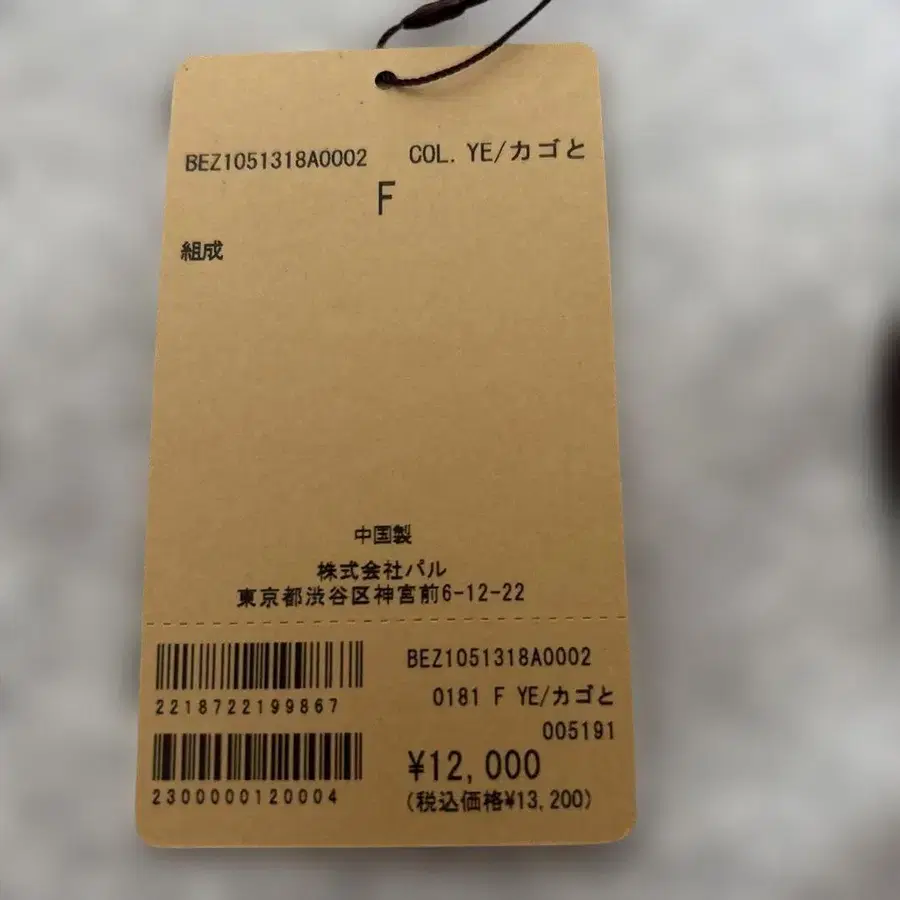 BEZ1051318A0002 COL. YE/カゴと
F
組成
中国製
株式会社パル
東京都渋谷区神宮前6-12-22
2218722199867
2300000120004
BEZ1051318A0002
0181 F YE/カゴと
005191
¥12,000
(税込価格¥13,200)